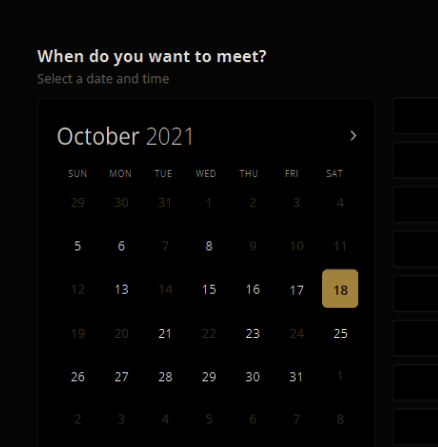 When do you want to meet?
Select a date and time
October 2021 >
SUN MON TUE WED THU FRI SAT
29 30 31 1 2 3 4
5 6 7 8 9 10 11
12 13 14 15 16 17 18
19 20 21 22 23 24 25
26 27 28 29 30 31 1
2 3 4 5 6 7 8